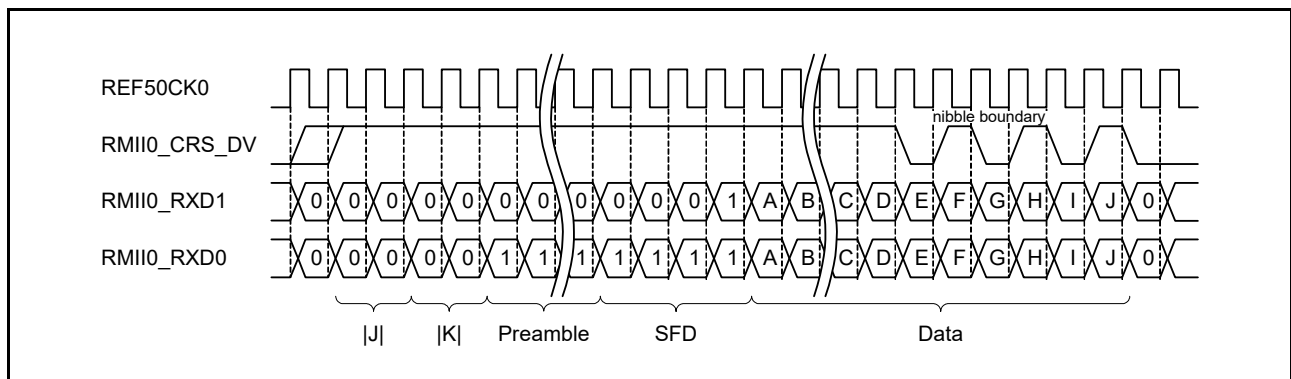 REF50CK0
nibble boundary
RMII0_CRS_DV
RMII0_RXD1 0 0 0 0 0 0 0 0 0 0 0 1 A B C D E F G H I J 0
RMII0_RXD0 0 0 0 0 0 1 1 1 1 1 1 1 A B C D E F G H I J 0
|J| |K| Preamble SFD Data